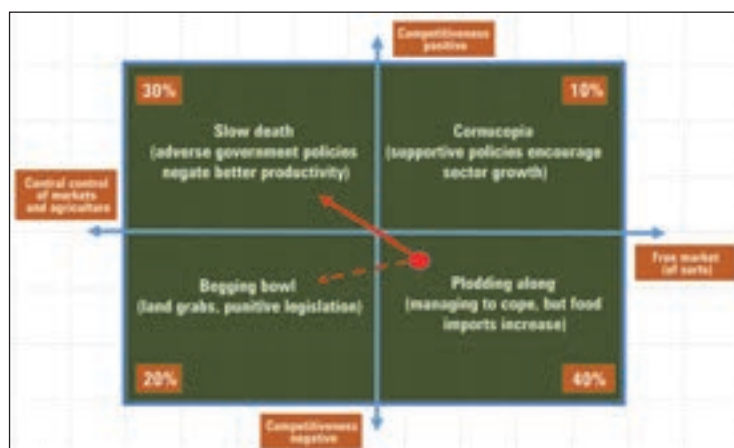 Competitiveness
positive
30%
10%
Slow death
(adverse government policies
negate better productivity)
Cornucopia
(supportive policies encourage
sector growth)
Central control
of markets
and agriculture
Free market
(of sorts)
Begging bowl
(land grabs, punitive legislation)
Plodding along
(managing to cope, but food
imports increase)
20%
40%
Competitiveness
negative